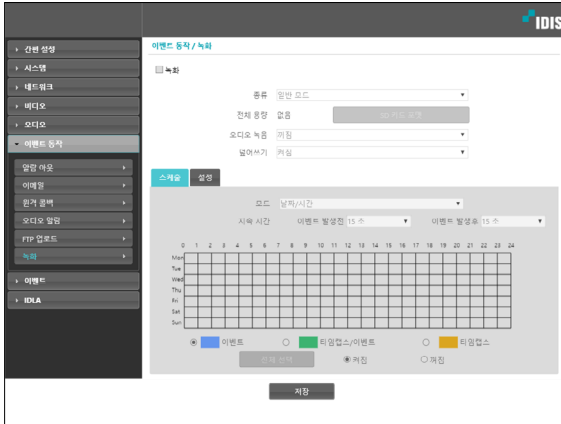 IDIS
이벤트 동작 / 녹화
간편 설정
시스템
네트워크
비디오
오디오
이벤트 동작
알람 아웃
이메일
원격 콜백
오디오 알림
FTP 업로드
녹화
이벤트
IDLA
녹화
종류 일반 모드
전체 용량 없음 SD 카드 포맷
오디오 녹음 꺼짐
덮어쓰기 켜짐
스케줄 설정
모드 날짜/시간
지속 시간 이벤트 발생전 15 초 이벤트 발생후 15 초
0 1 2 3 4 5 6 7 8 9 10 11 12 13 14 15 16 17 18 19 20 21 22 23 24
Mon
Tue
Wed
Thu
Fri
Sat
Sun
이벤트 타임랩스/이벤트 타임랩스
전체 선택 켜진 꺼진
저장